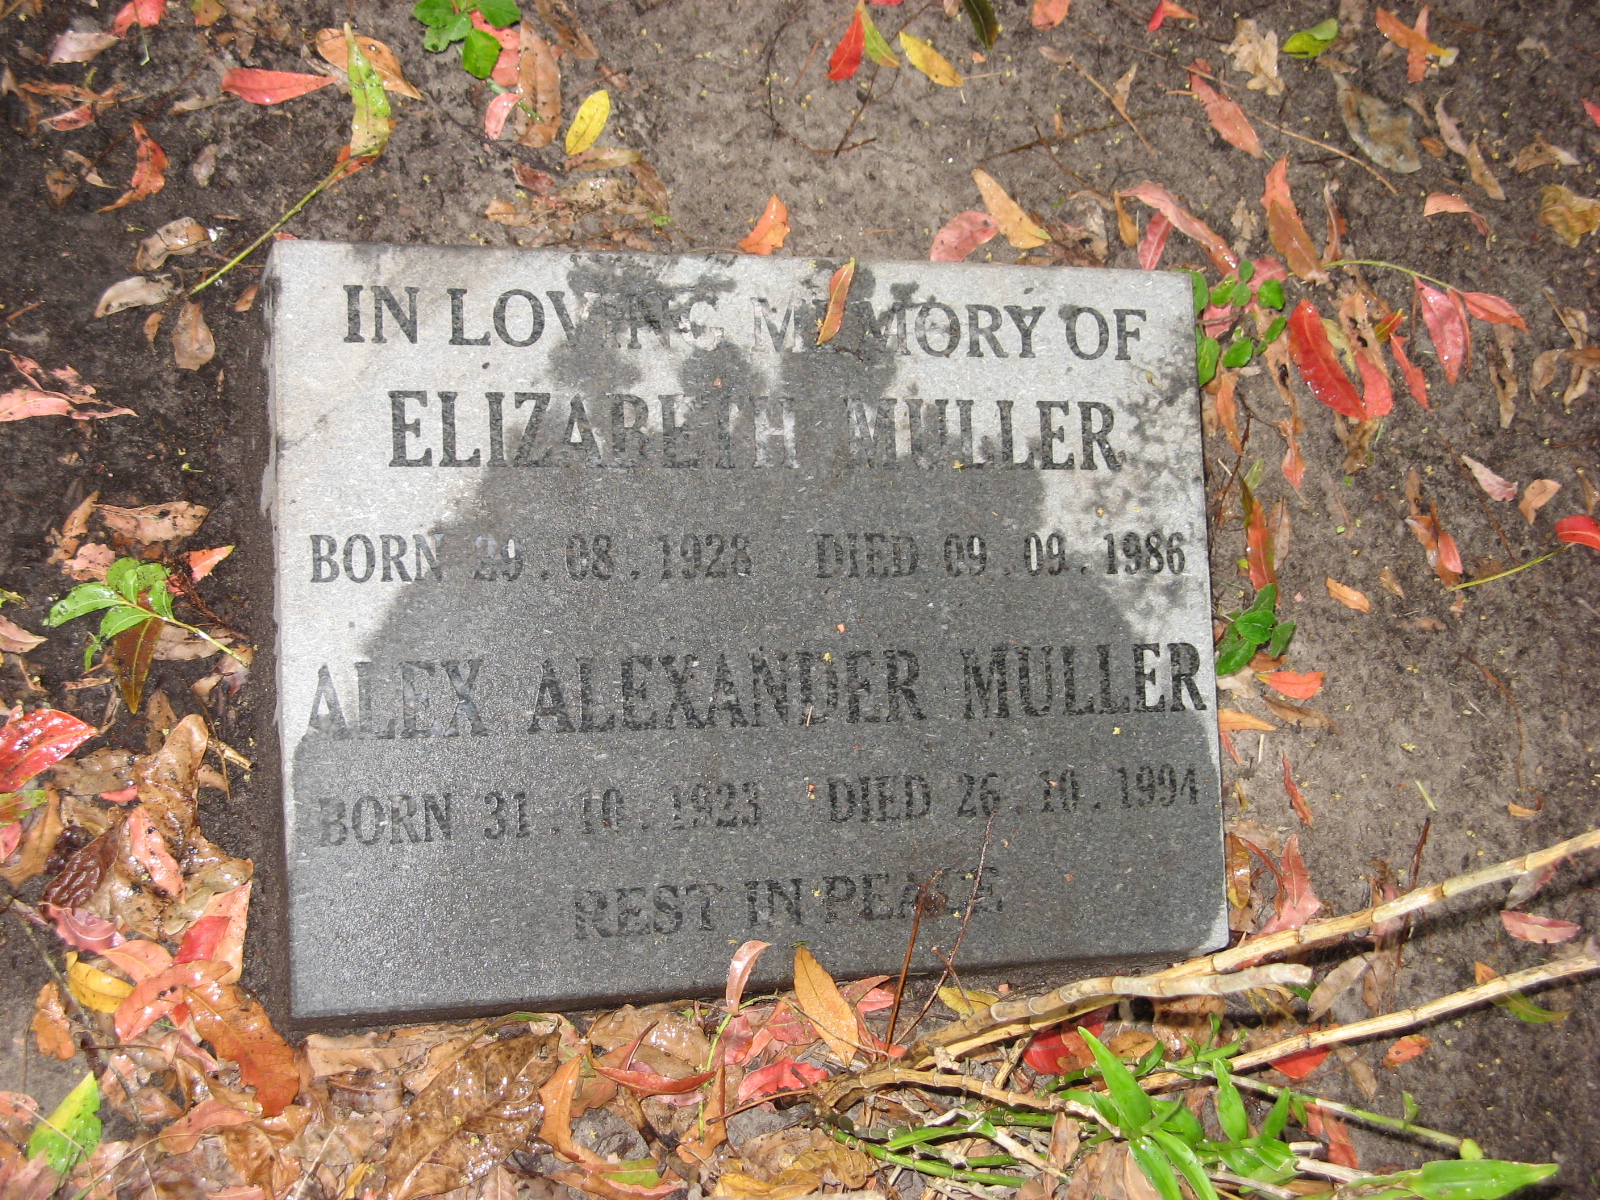 IN LOVING MEMORY OF
ELIZABETH MULLER
BORN 29.08.1928 DIED 09.09.1986
ALEX ALEXANDER MULLER
BORN 31.10.1923 DIED 26.10.1994
REST IN PEACE